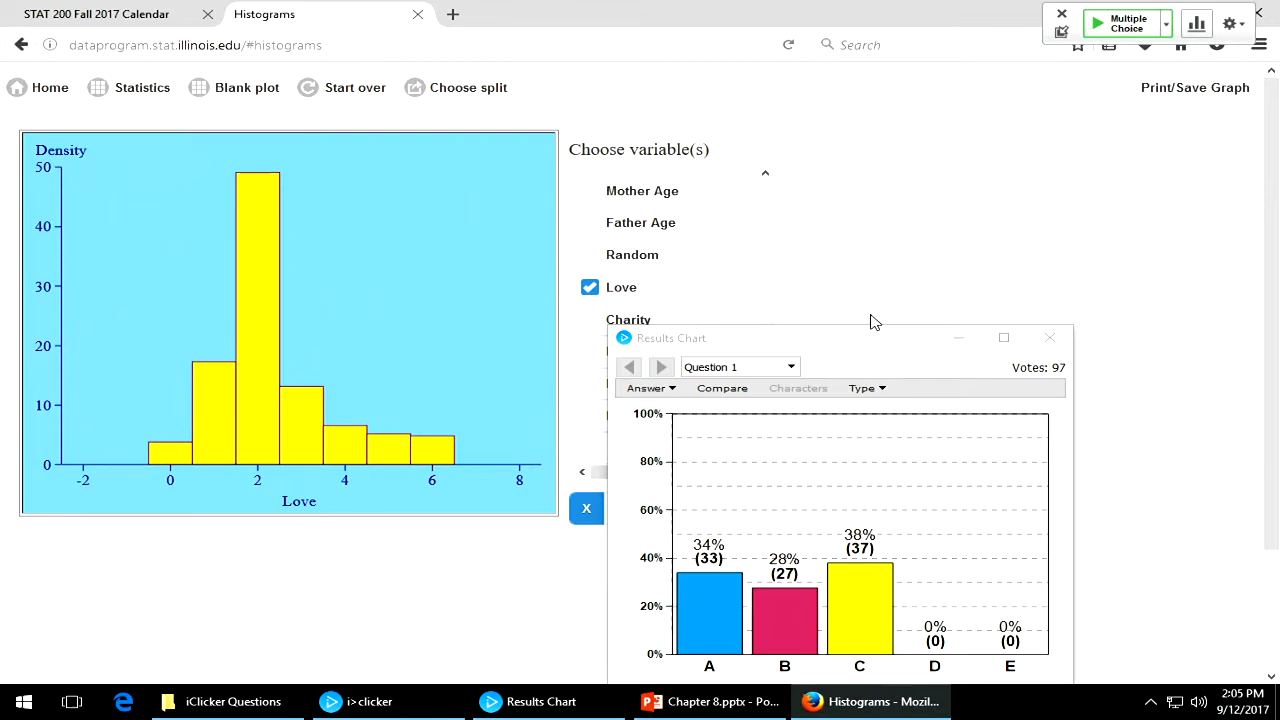 STAT 200 Fall 2017 Calendar
Histograms
Multiple
Choice
dataprogram.stat.illinois.edu/#histograms
Search
Home
Statistics
Blank plot
Start over
Choose split
Print/Save Graph
Density
50
40
30
20
10
0
-2 0 2 4 6 8
Love
Choose variable(s)
Mother Age
Father Age
Random
Love
Charity
X
Results Chart
Question 1
Votes: 97
Answer Compare Characters Type
100%
80%
60%
40%
20%
0%
34%
(33)
28%
(27)
38%
(37)
0%
(0)
0%
(0)
A B C D E
iClicker Questions
i>clicker
Results Chart
Chapter 8.pptx - Po...
Histograms - Mozil...
2:05 PM
9/12/2017